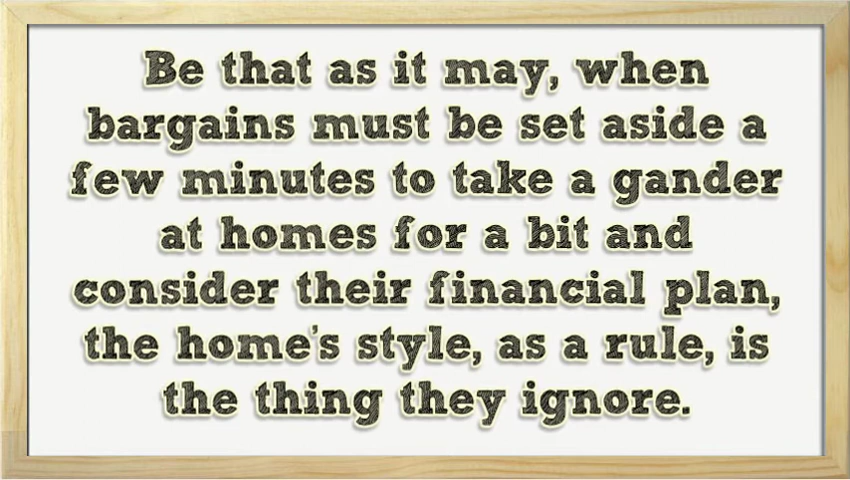 Be that as it may, when
bargains must be set aside a
few minutes to take a gander
at homes for a bit and
consider their financial plan,
the home's style, as a rule, is
the thing they ignore.